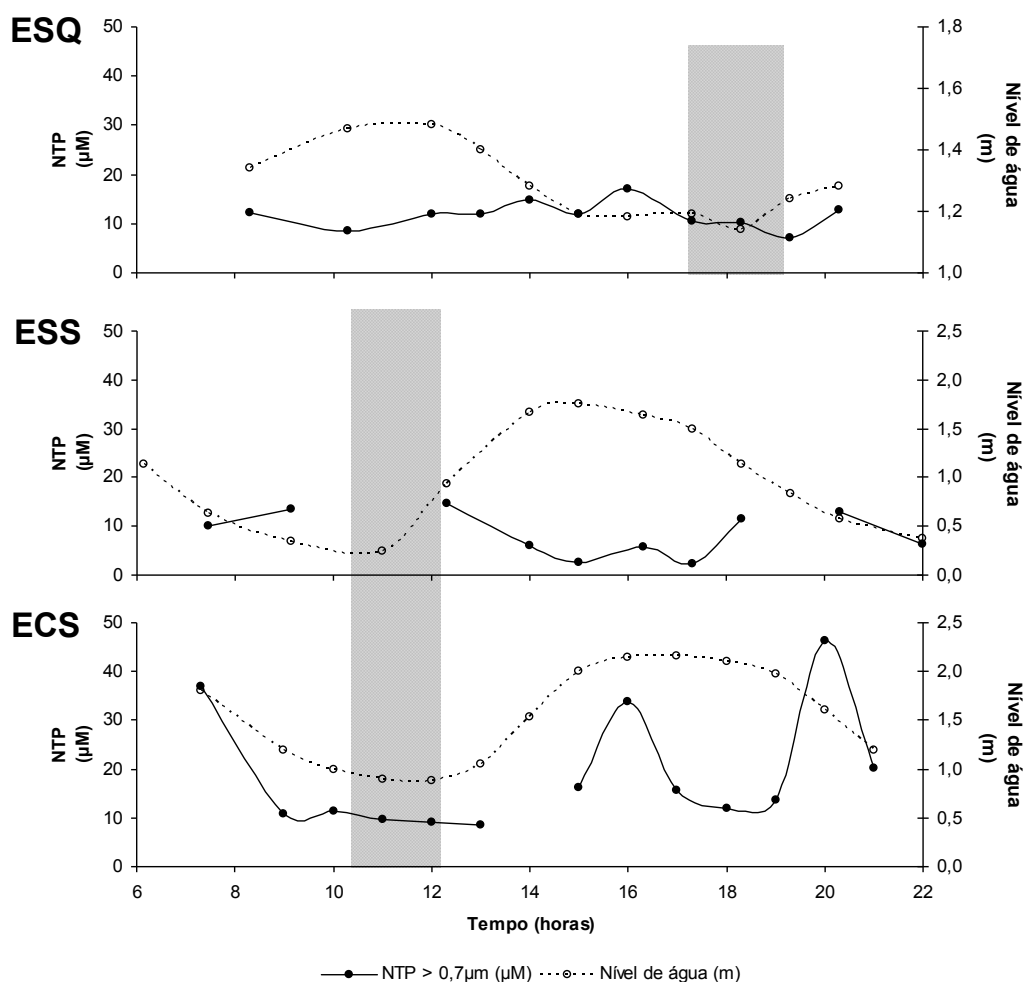 ESQ
50
40
30
20
10
0
NTP
(µM)
1,8
1,6
1,4
1,2
1,0
Nível de água
(m)
ESS
50
40
30
20
10
0
NTP
(µM)
2,5
2,0
1,5
1,0
0,5
0,0
Nível de água
(m)
ECS
50
40
30
20
10
0
NTP
(µM)
2,5
2,0
1,5
1,0
0,5
0,0
Nível de água
(m)
6 8 10 12 14 16 18 20 22
Tempo (horas)
NTP > 0,7µm (µM) Nível de água (m)